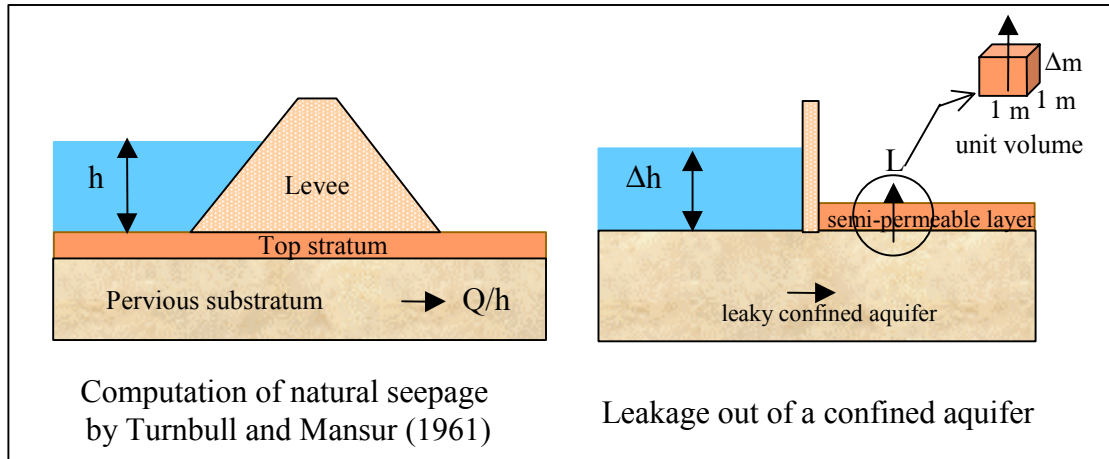 h
Levee
Top stratum
Pervious substratum
Q/h
Computation of natural seepage
by Turnbull and Mansur (1961)
Δm
1 m
1 m
unit volume
L
Δh
semi-permeable layer
leaky confined aquifer
Leakage out of a confined aquifer